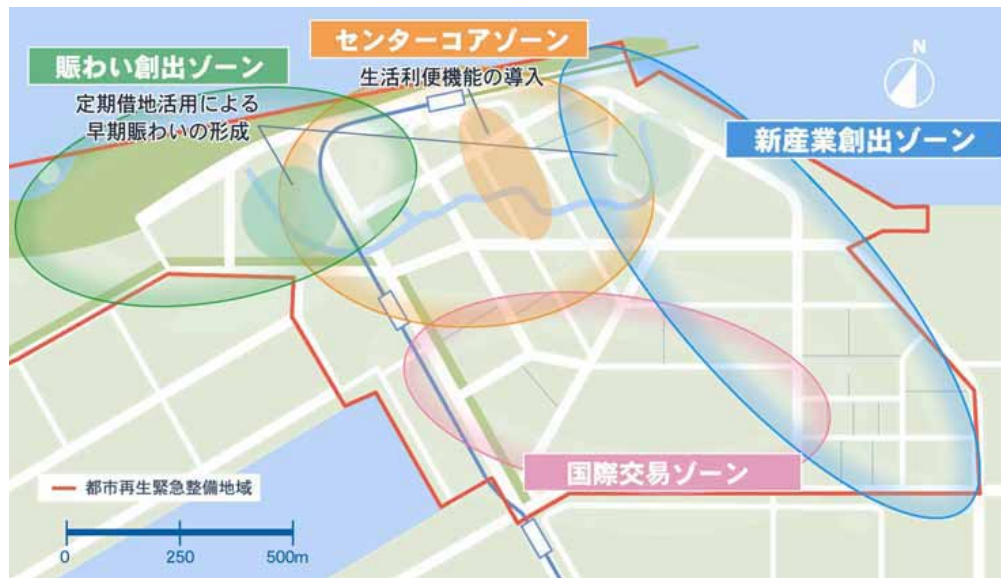 センターコアゾーン
生活利便機能の導入
賑わい創出ゾーン
定期借地活用による
早期賑わいの形成
N
新産業創出ゾーン
国際交易ゾーン
都市再生緊急整備地域
0 250 500m